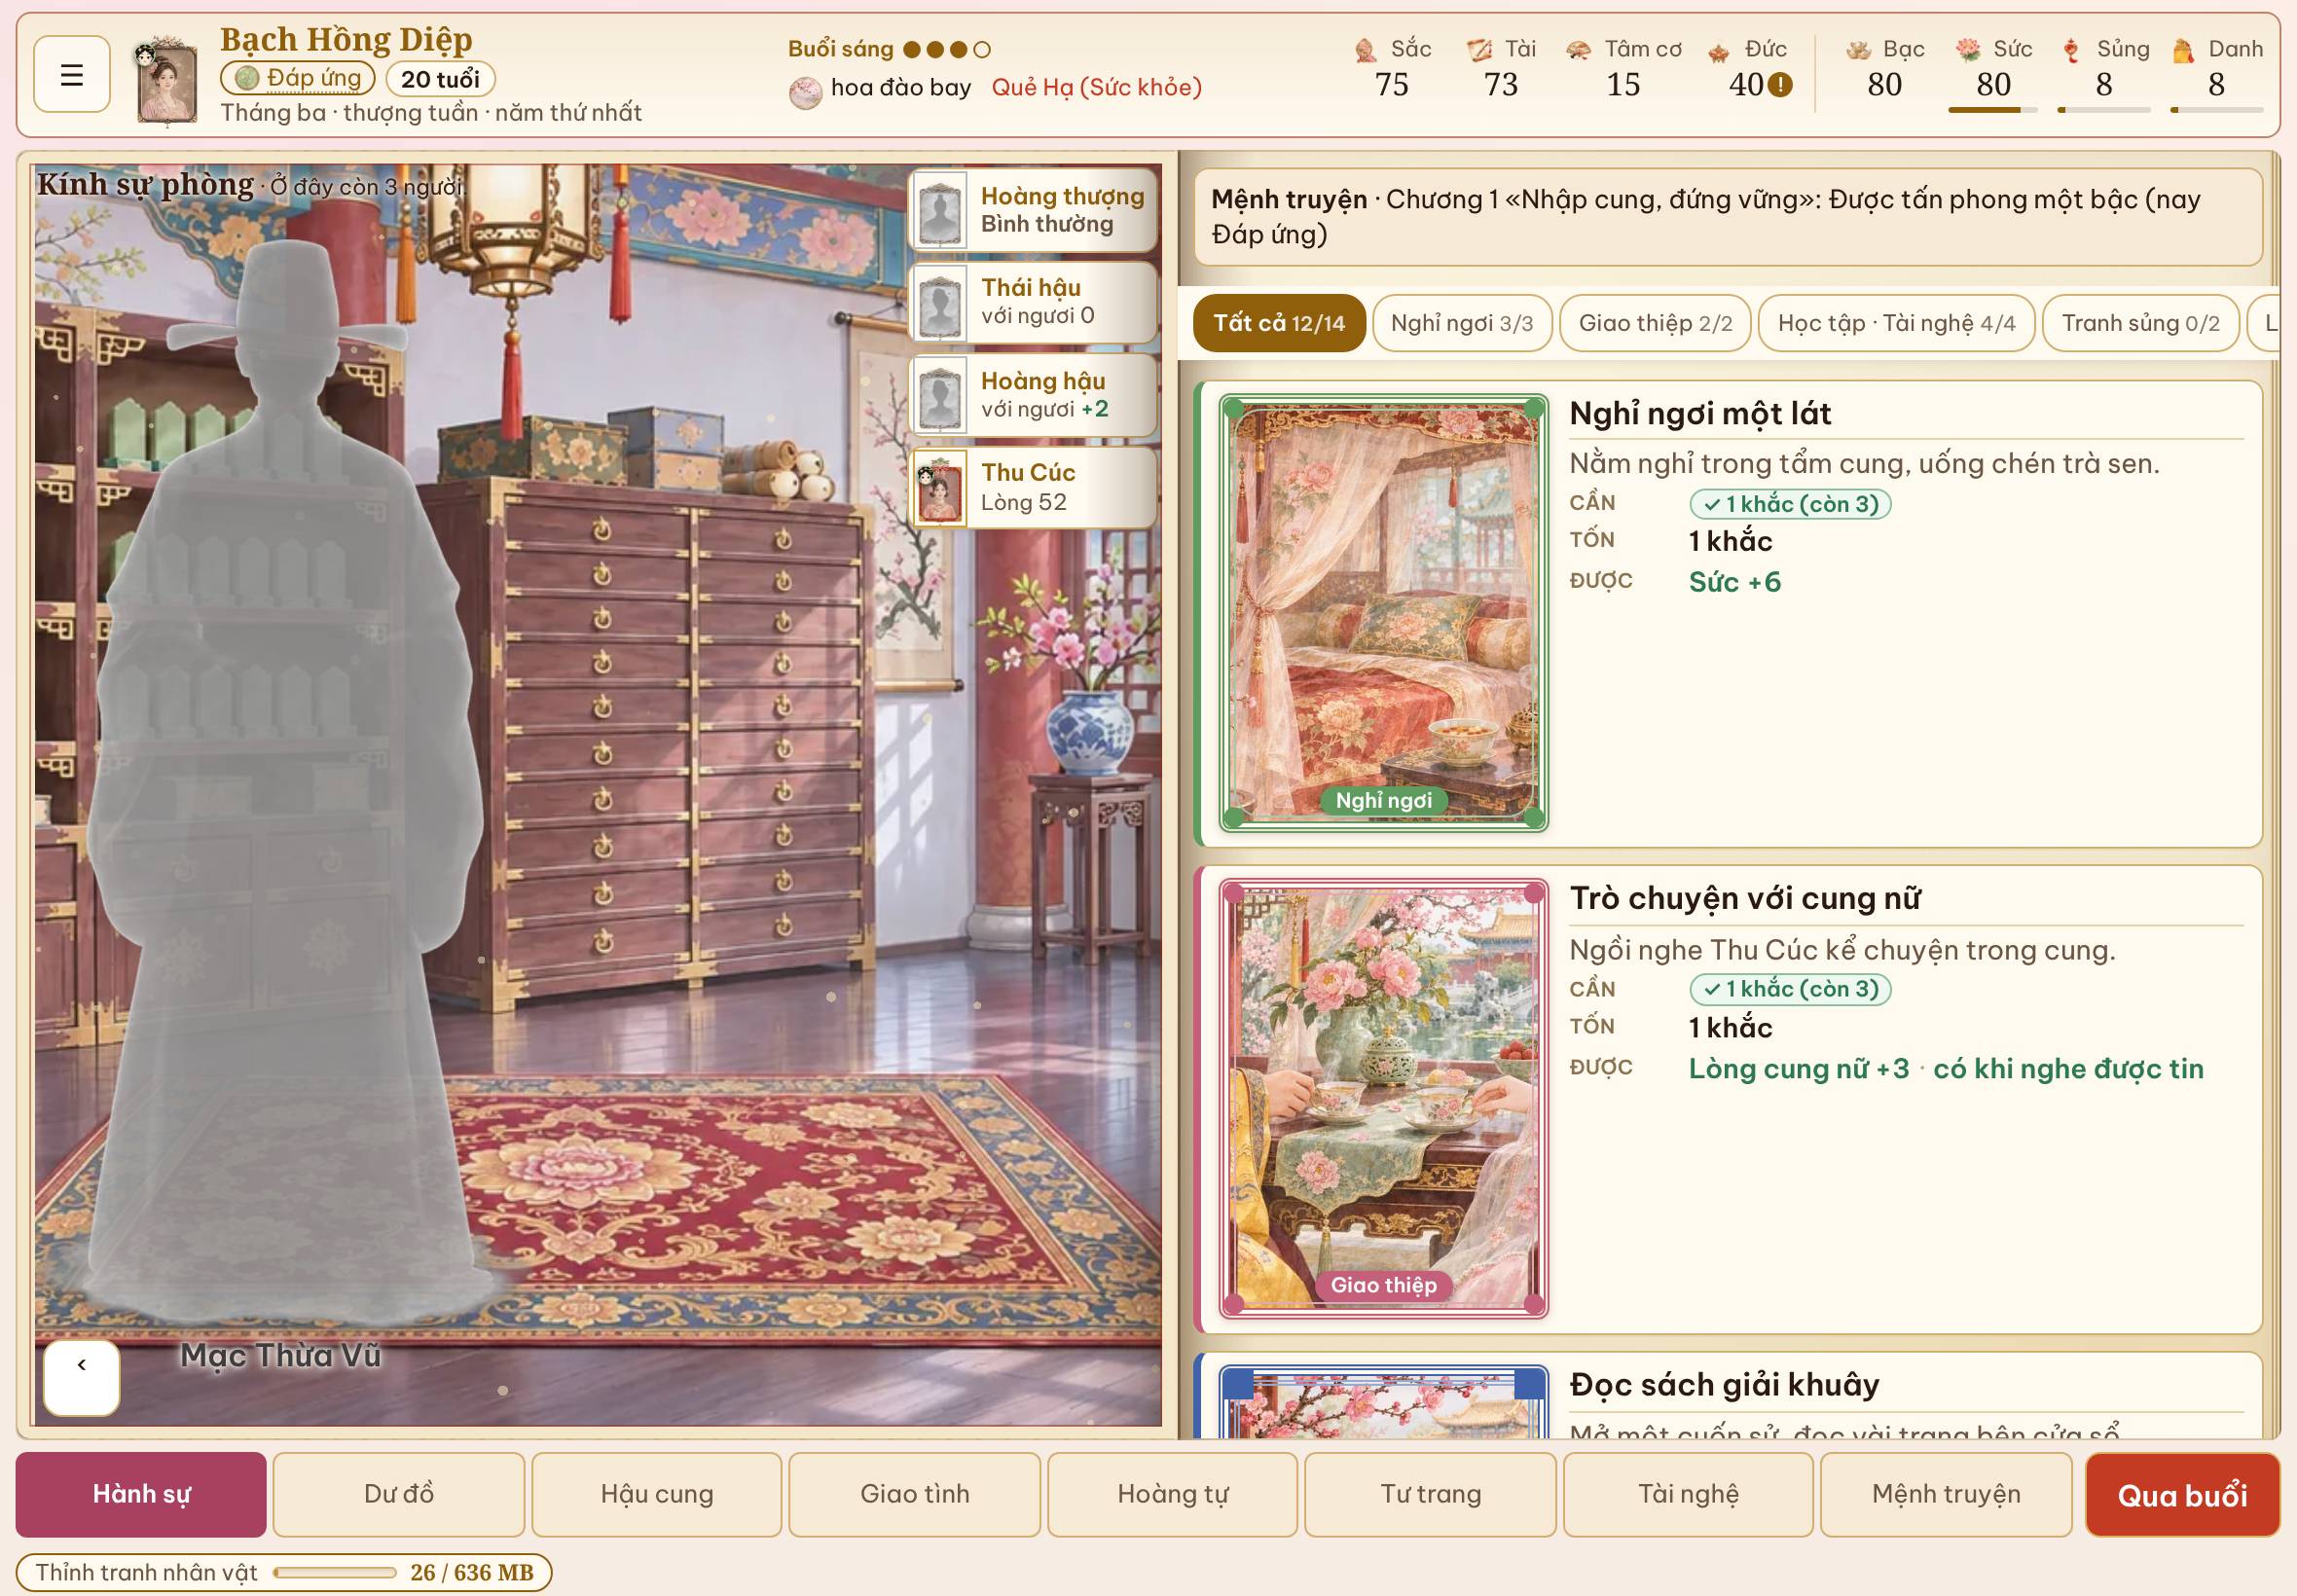 Bạch Hồng Diệp
Đáp ứng
20 tuổi
Tháng ba · thượng tuần · năm thứ nhất
Buổi sáng
hoa đào bay Quẻ Hạ (Sức khỏe)
Sắc 75
Tài 73
Tâm cơ 15
Đức 40 !
Bạc 80
Sức 80
Sủng 8
Danh 8
Kính sự phòng · Ở đây còn 3 người.
Hoàng thượng
Bình thường
Thái hậu
với ngươi 0
Hoàng hậu
với ngươi +2
Thu Cúc
Lòng 52
Mạc Thừa Vũ
Mệnh truyện · Chương 1 «Nhập cung, đứng vững»: Được tấn phong một bậc (nay
Đáp ứng)
Tất cả 12/14
Nghỉ ngơi 3/3
Giao thiệp 2/2
Học tập · Tài nghệ 4/4
Tranh sủng 0/2
L
Nghỉ ngơi
Nghỉ ngơi một lát
Nằm nghỉ trong tẩm cung, uống chén trà sen.
CẦN ✓ 1 khắc (còn 3)
TỐN 1 khắc
ĐƯỢC Sức +6
Giao thiệp
Trò chuyện với cung nữ
Ngồi nghe Thu Cúc kể chuyện trong cung.
CẦN ✓ 1 khắc (còn 3)
TỐN 1 khắc
ĐƯỢC Lòng cung nữ +3 · có khi nghe được tin
Đọc sách giải khuây
Mở một cuốn sử, đọc vài trang bên cửa sổ.
Hành sự
Dư đồ
Hậu cung
Giao tình
Hoàng tự
Tư trang
Tài nghệ
Mệnh truyện
Qua buổi
Thỉnh tranh nhân vật 26 / 636 MB